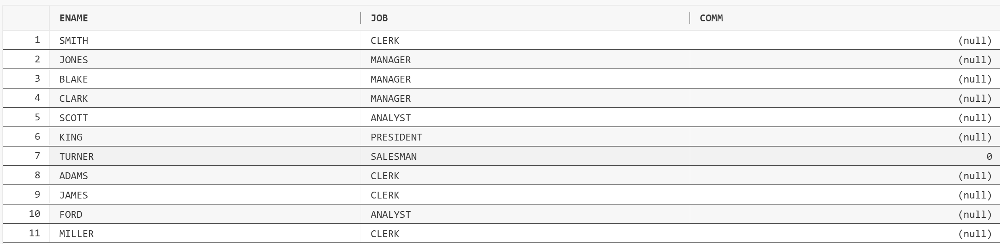 ENAME JOB COMM
1 SMITH CLERK (null)
2 JONES MANAGER (null)
3 BLAKE MANAGER (null)
4 CLARK MANAGER (null)
5 SCOTT ANALYST (null)
6 KING PRESIDENT (null)
7 TURNER SALESMAN 0
8 ADAMS CLERK (null)
9 JAMES CLERK (null)
10 FORD ANALYST (null)
11 MILLER CLERK (null)